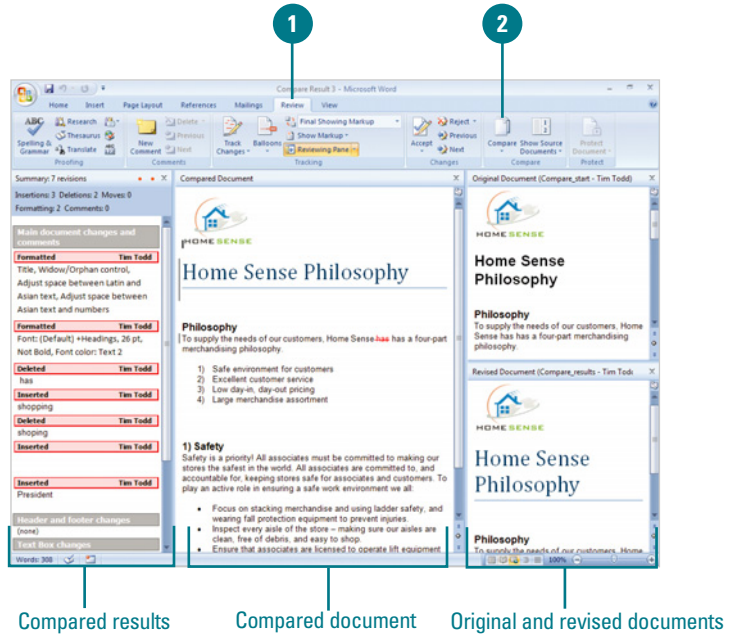 1
2
Compare Result 3 - Microsoft Word
Home Insert Page Layout References Mailings Review View
ABC
Spelling & Grammar
Research
Thesaurus
Translate
Proofing
New Comment
Delete
Previous
Next
Comments
Track Changes
Balloons
Final Showing Markup
Show Markup
Reviewing Pane
Tracking
Accept
Reject
Previous
Next
Changes
Compare
Show Source Documents
Compare
Protect Document
Protect
Summary: 7 revisions
Insertions: 3 Deletions: 2 Moves: 0
Formatting: 2 Comments: 0
Main document changes and
comments
Formatted Tim Todd
Title, Widow/Orphan control,
Adjust space between Latin and
Asian text, Adjust space between
Asian text and numbers
Formatted Tim Todd
Font: (Default) +Headings, 26 pt,
Not Bold, Font color: Text 2
Deleted Tim Todd
has
Inserted Tim Todd
shopping
Deleted Tim Todd
shoping
Inserted Tim Todd
Inserted Tim Todd
President
Header and footer changes
(none)
Text Box changes
Words: 308
Compared Document
HOME SENSE
Home Sense Philosophy
Philosophy
To supply the needs of our customers, Home Sense has has a four-part
merchandising philosophy.
1) Safe environment for customers
2) Excellent customer service
3) Low day-in, day-out pricing
4) Large merchandise assortment
1) Safety
Safety is a priority! All associates must be committed to making our
stores the safest in the world. All associates are committed to, and
accountable for, keeping stores safe for associates and customers. To
play an active role in ensuring a safe work environment we all:
• Focus on stacking merchandise and using ladder safety, and
wearing fall protection equipment to prevent injuries.
• Inspect every aisle of the store – making sure our aisles are
clean, free of debris, and easy to shop.
• Ensure that associates are licensed to operate lift equipment
Original Document (Compare_start - Tim Todd)
HOME SENSE
Home Sense
Philosophy
Philosophy
To supply the needs of our customers, Home
Sense has has a four-part merchandising
philosophy.
Revised Document (Compare_results - Tim Todd
HOME SENSE
Home Sense
Philosophy
Philosophy
To supply the needs of our customers, Home
100%
Compared results
Compared document
Original and revised documents